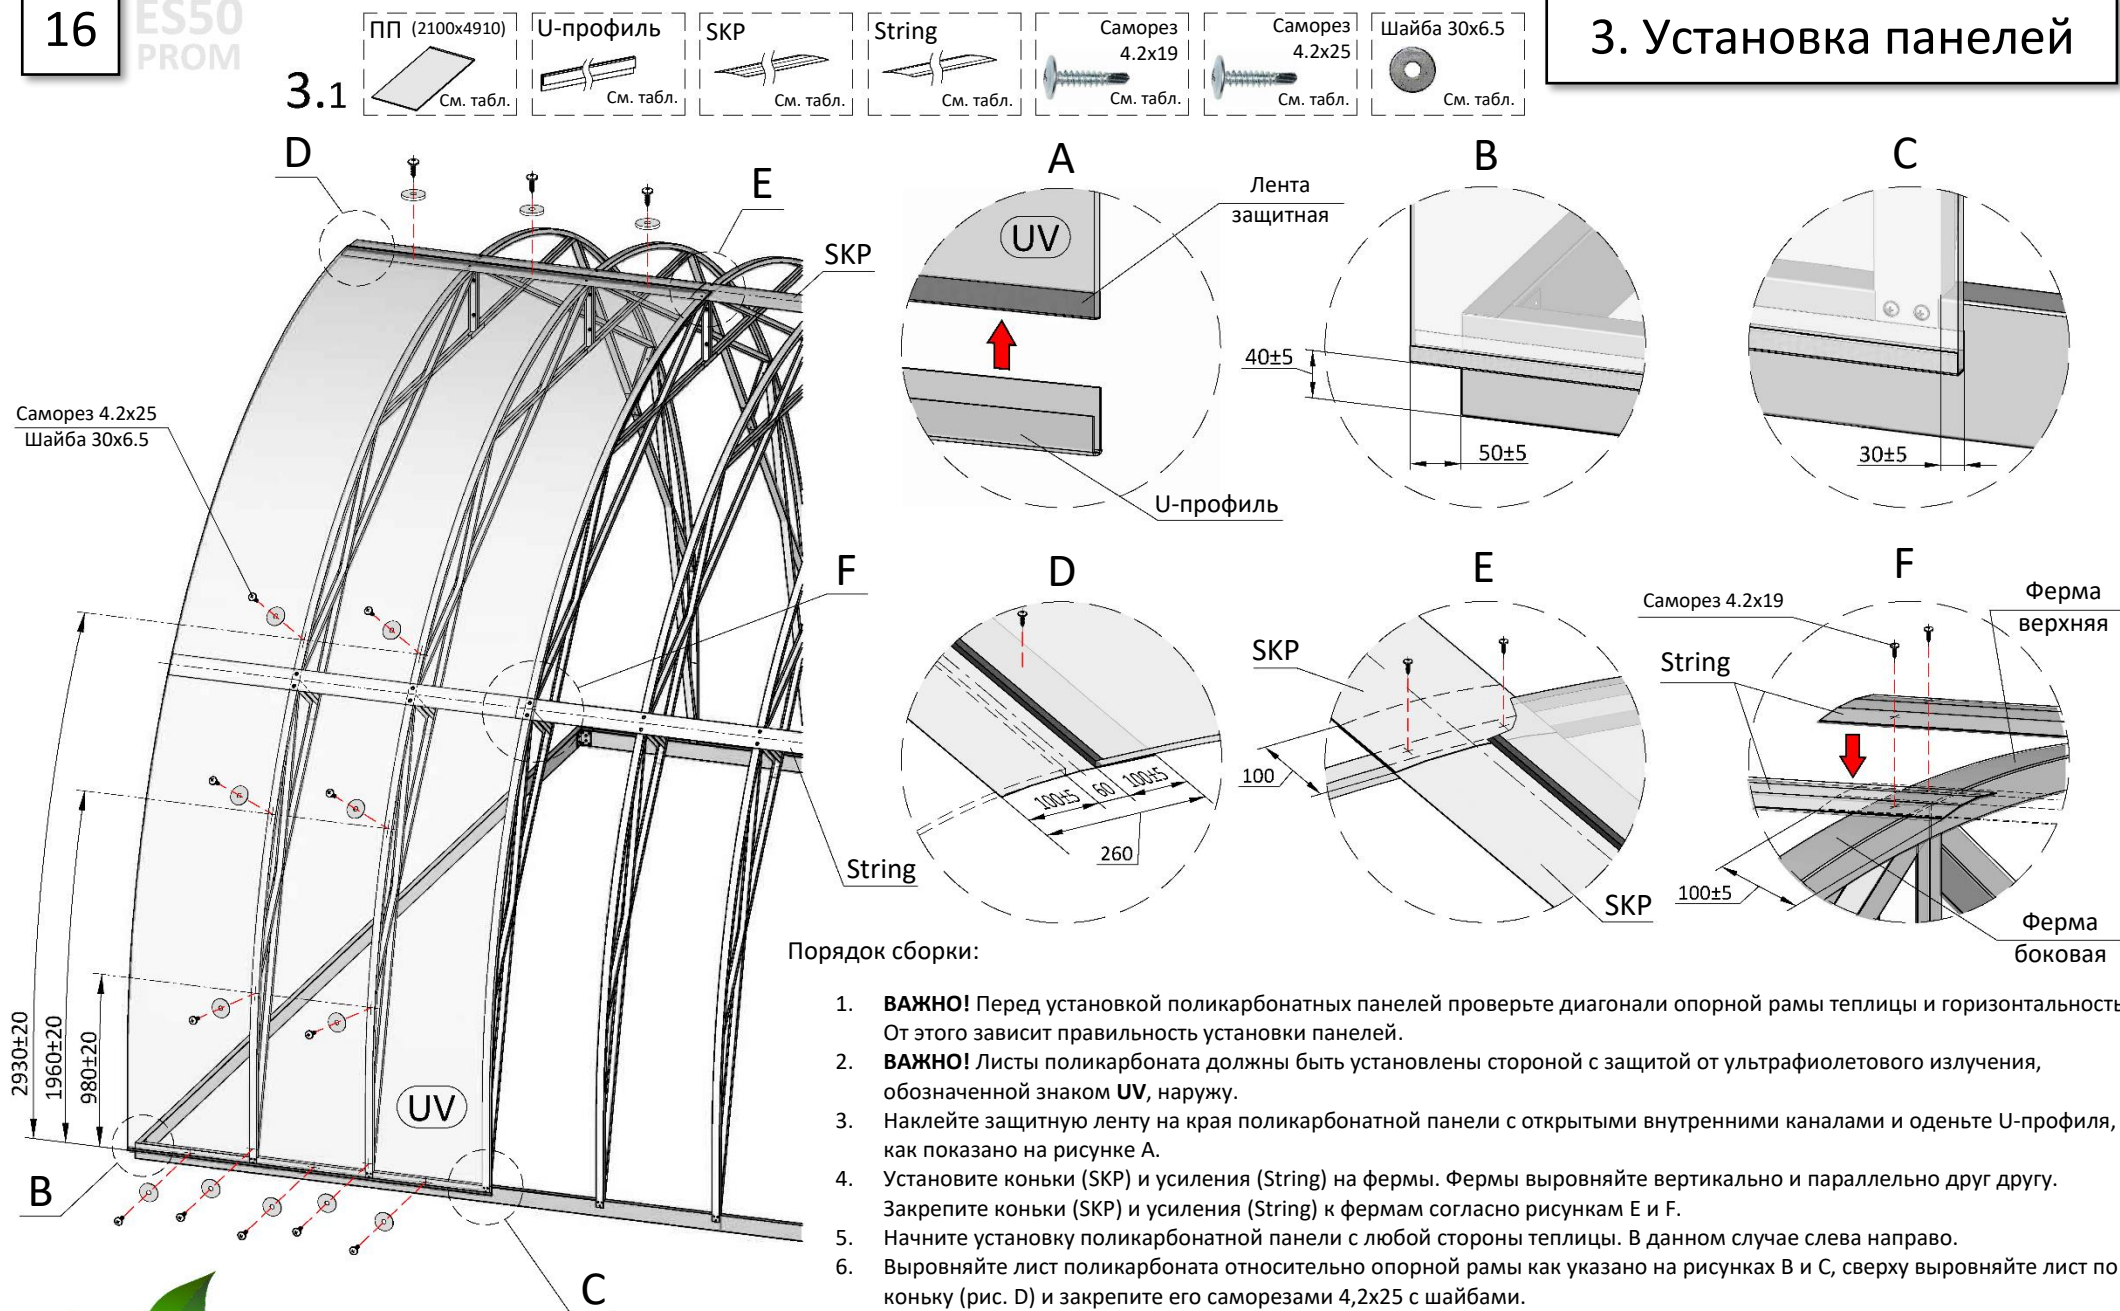 16
ES50
PROM
3.1
ПП (2100x4910)
См. табл.
U-профиль
См. табл.
SKP
См. табл.
String
См. табл.
Саморез
4.2x19
См. табл.
Саморез
4.2x25
См. табл.
Шайба 30x6.5
См. табл.
3. Установка панелей
D
E
SKP
Саморез 4.2x25
Шайба 30x6.5
F
String
2930±20
1960±20
980±20
UV
B
C
A
UV
Лента
защитная
U-профиль
B
40±5
50±5
C
30±5
D
100±5
60
100±5
260
E
SKP
100
SKP
F
Саморез 4.2x19
Ферма
верхняя
String
100±5
Ферма
боковая
Порядок сборки:
1. ВАЖНО! Перед установкой поликарбонатных панелей проверьте диагонали опорной рамы теплицы и горизонтальность
От этого зависит правильность установки панелей.
2. ВАЖНО! Листы поликарбоната должны быть установлены стороной с защитой от ультрафиолетового излучения,
обозначенной знаком UV, наружу.
3. Наклейте защитную ленту на края поликарбонатной панели с открытыми внутренними каналами и оденьте U-профиля,
как показано на рисунке А.
4. Установите коньки (SKP) и усиления (String) на фермы. Фермы выровняйте вертикально и параллельно друг другу.
Закрепите коньки (SKP) и усиления (String) к фермам согласно рисункам E и F.
5. Начните установку поликарбонатной панели с любой стороны теплицы. В данном случае слева направо.
6. Выровняйте лист поликарбоната относительно опорной рамы как указано на рисунках В и С, сверху выровняйте лист по
коньку (рис. D) и закрепите его саморезами 4,2х25 с шайбами.